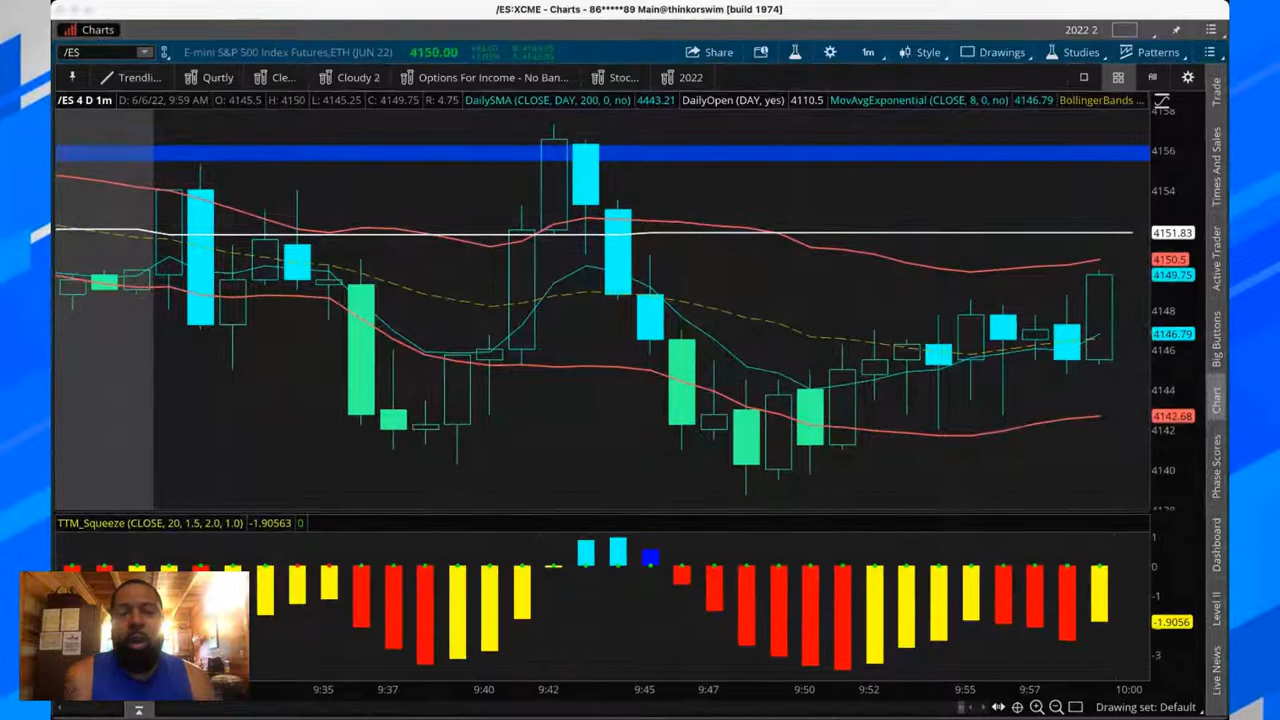 /ES:XCME - Charts - 86*****89 Main@thinkorswim [build 1974]
Charts
2022 2
/ES
E-mini S&P 500 Index Futures,ETH (JUN 22)
4150.00
Share
1m
Style
Drawings
Studies
Patterns
Trendli...
Qurtly
Cle...
Cloudy 2
Options For Income - No Ban...
Stoc...
2022
/ES 4 D 1m
D: 6/6/22, 9:59 AM
O: 4145.5
H: 4150
L: 4145.25
C: 4149.75
R: 4.75
DailySMA (CLOSE, DAY, 200, 0, no)
4443.21
DailyOpen (DAY, yes)
4110.5
MovAvgExponential (CLOSE, 8, 0, no)
4146.79
BollingerBands ...
4158
4156
4154
4151.83
4150.5
4149.75
4148
4146.79
4146
4144
4142.68
4142
4140
4138
TTM_Squeeze (CLOSE, 20, 1.5, 2.0, 1.0)
-1.90563
0
1
0
-1
-1.9056
-3
9:35
9:37
9:40
9:42
9:45
9:47
9:50
9:52
9:55
9:57
10:00
Drawing set: Default
Trade
Times And Sales
Active Trader
Big Buttons
Chart
Phase Scores
Dashboard
Level II
Live News